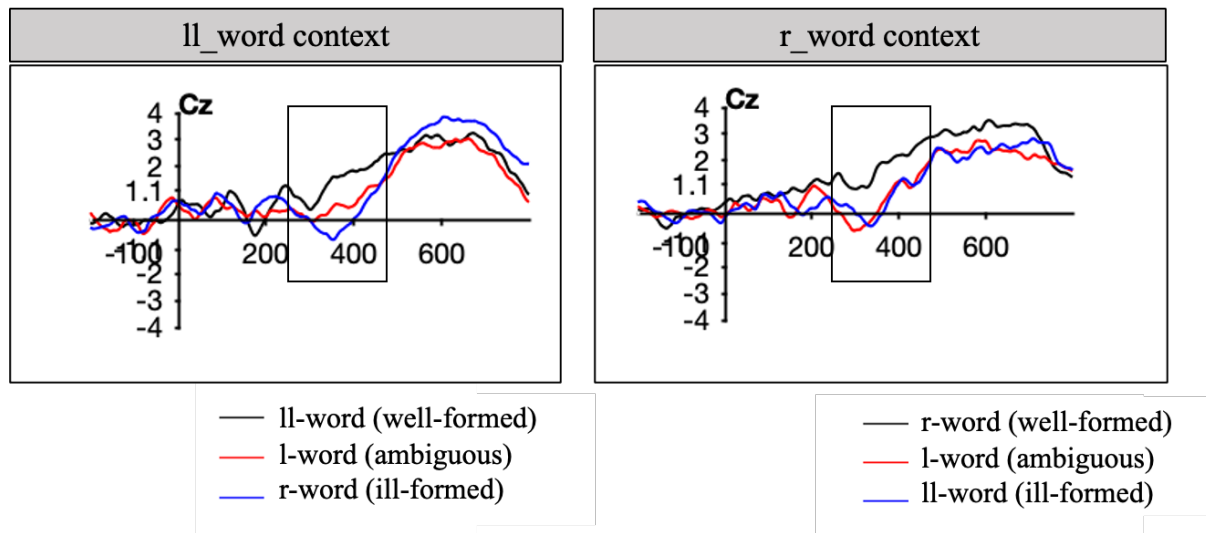 ll_word context
Cz
4
3
2
1.1
-100 200 400 600
-2
-3
-4
ll-word (well-formed)
l-word (ambiguous)
r-word (ill-formed)
r_word context
Cz
4
3
2
1.1
-100 200 400 600
-2
-3
-4
r-word (well-formed)
l-word (ambiguous)
ll-word (ill-formed)